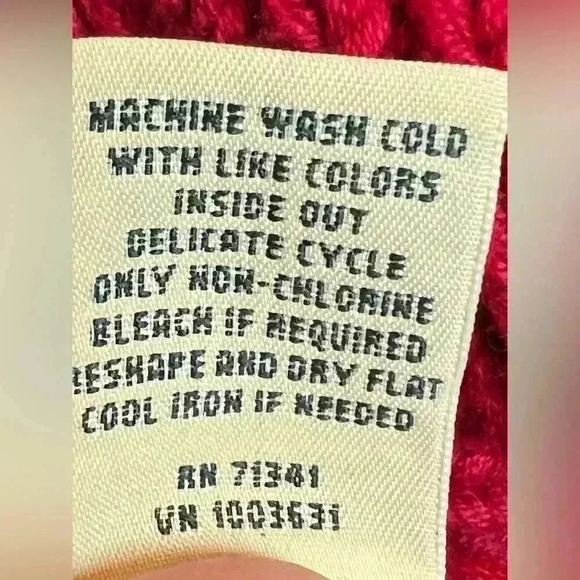 MACHINE WASH COLD
WITH LIKE COLORS
INSIDE OUT
DELICATE CYCLE
ONLY NON-CHLORINE
BLEACH IF REQUIRED
RESHAPE AND DRY FLAT
COOL IRON IF NEEDED
RN 71341
VN 1003631